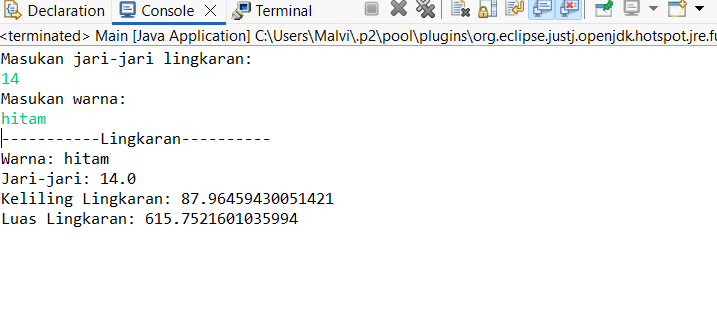 Declaration Console Terminal
<terminated> Main [Java Application] C:\Users\Malvi\.p2\pool\plugins\org.eclipse.justj.openjdk.hotspot.jre.fu
Masukan jari-jari lingkaran:
14
Masukan warna:
hitam
-----------Lingkaran----------
Warna: hitam
Jari-jari: 14.0
Keliling Lingkaran: 87.96459430051421
Luas Lingkaran: 615.7521601035994